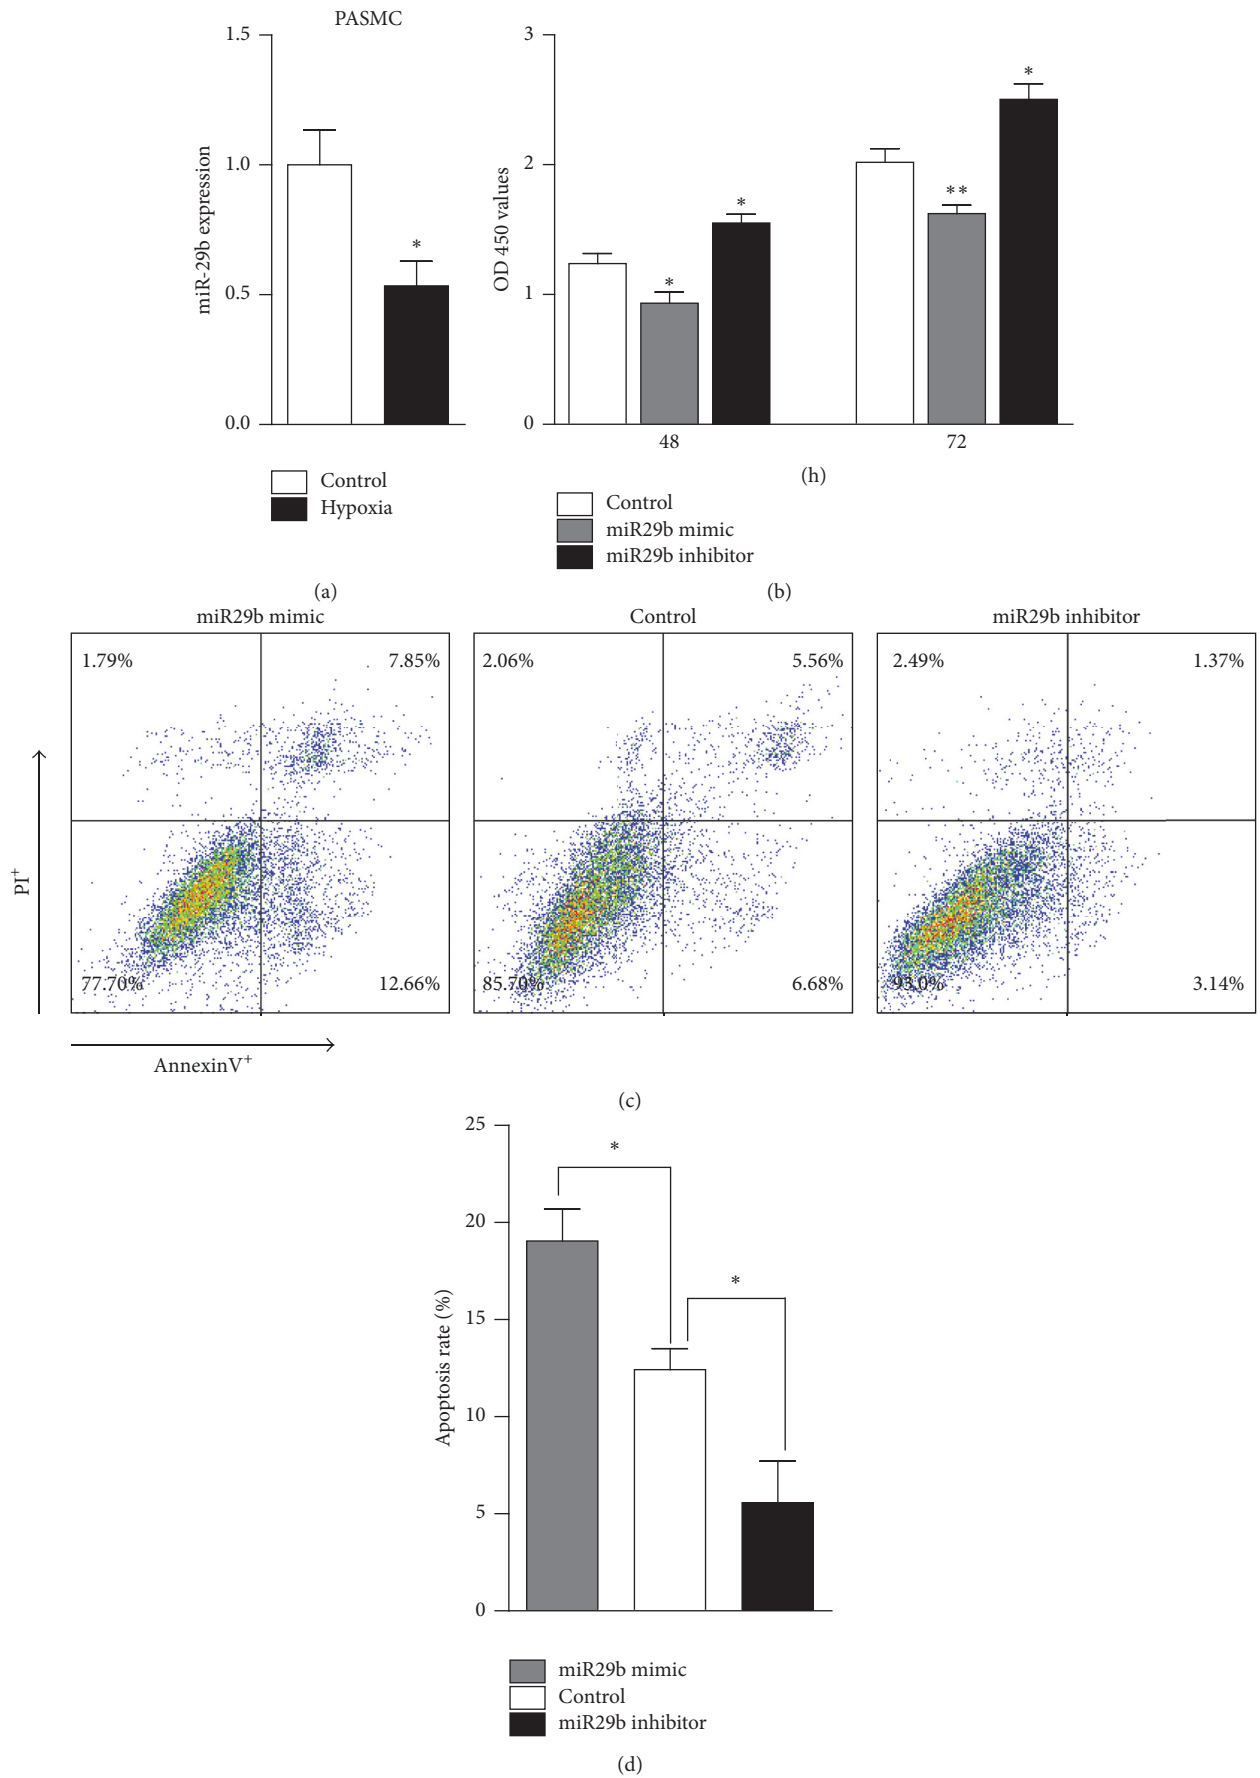 PASMC
miR-29b expression
1.5
1.0
0.5
0.0
*
Control
Hypoxia
(a)
OD 450 values
3
2
1
0
*
*
**
*
48
72
(h)
Control
miR29b mimic
miR29b inhibitor
(b)
miR29b mimic
1.79%
7.85%
77.70%
12.66%
Control
2.06%
5.56%
85.70%
6.68%
miR29b inhibitor
2.49%
1.37%
93.0%
3.14%
PI+
AnnexinV+
(c)
Apoptosis rate (%)
25
20
15
10
5
0
*
*
miR29b mimic
Control
miR29b inhibitor
(d)